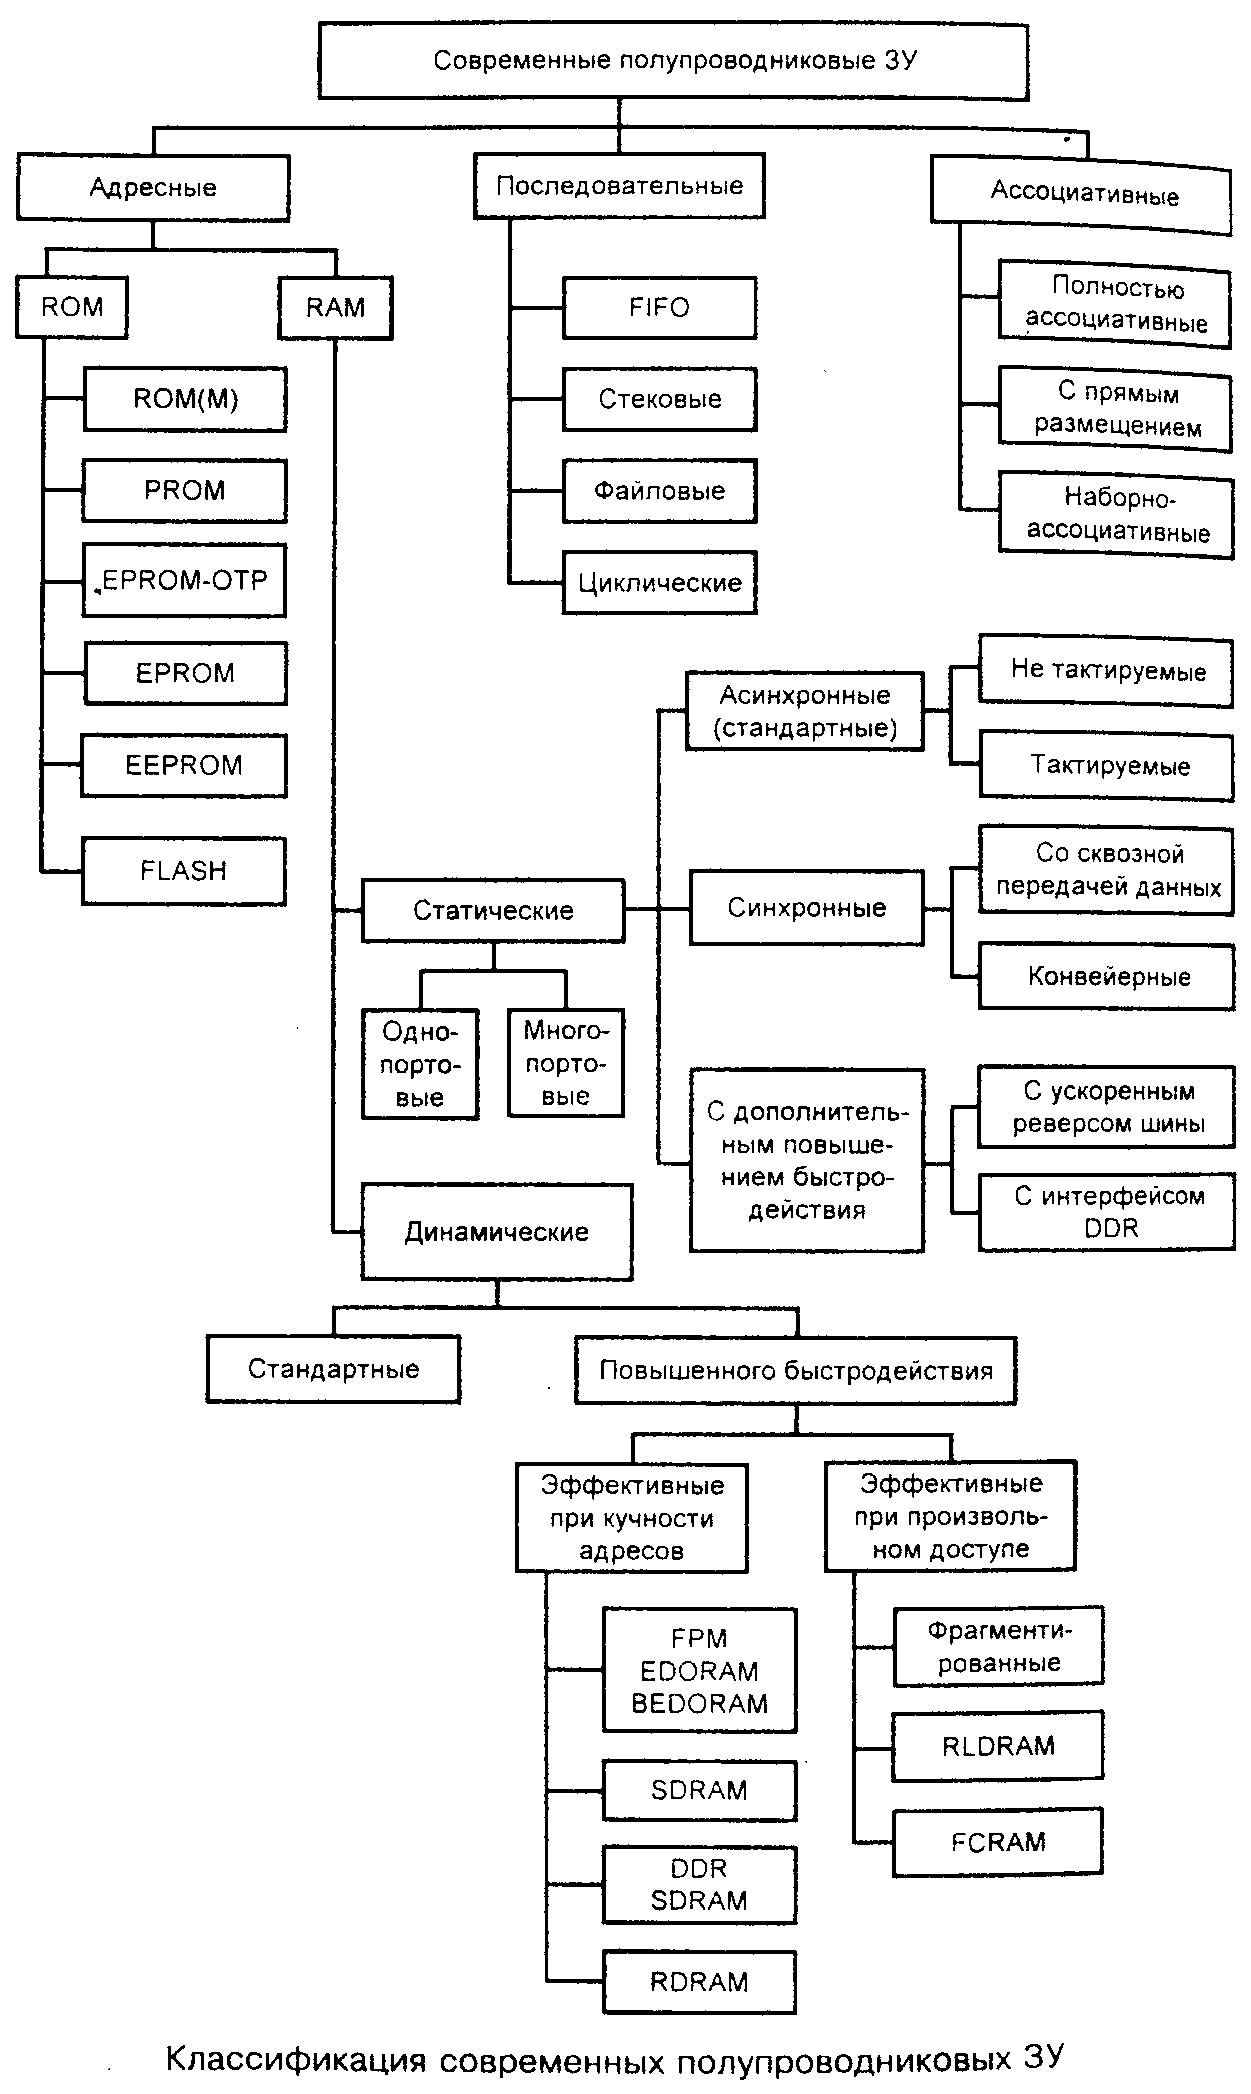 Современные полупроводниковые ЗУ
Адресные
Последовательные
Ассоциативные
ROM
RAM
ROM(M)
PROM
EPROM-OTP
EPROM
EEPROM
FLASH
FIFO
Стековые
Файловые
Циклические
Полностью
ассоциативные
С прямым
размещением
Наборно-
ассоциативные
Статические
Одно-
порто-
вые
Много-
порто-
вые
Асинхронные
(стандартные)
Не тактируемые
Тактируемые
Синхронные
Со сквозной
передачей данных
Конвейерные
С дополнитель-
ным повыше-
нием быстро-
действия
С ускоренным
реверсом шины
С интерфейсом
DDR
Динамические
Стандартные
Повышенного быстродействия
Эффективные
при кучности
адресов
FPM
EDORAM
BEDORAM
SDRAM
DDR
SDRAM
RDRAM
Эффективные
при произволь-
ном доступе
Фрагменти-
рованные
RLDRAM
FCRAM
Классификация современных полупроводниковых ЗУ